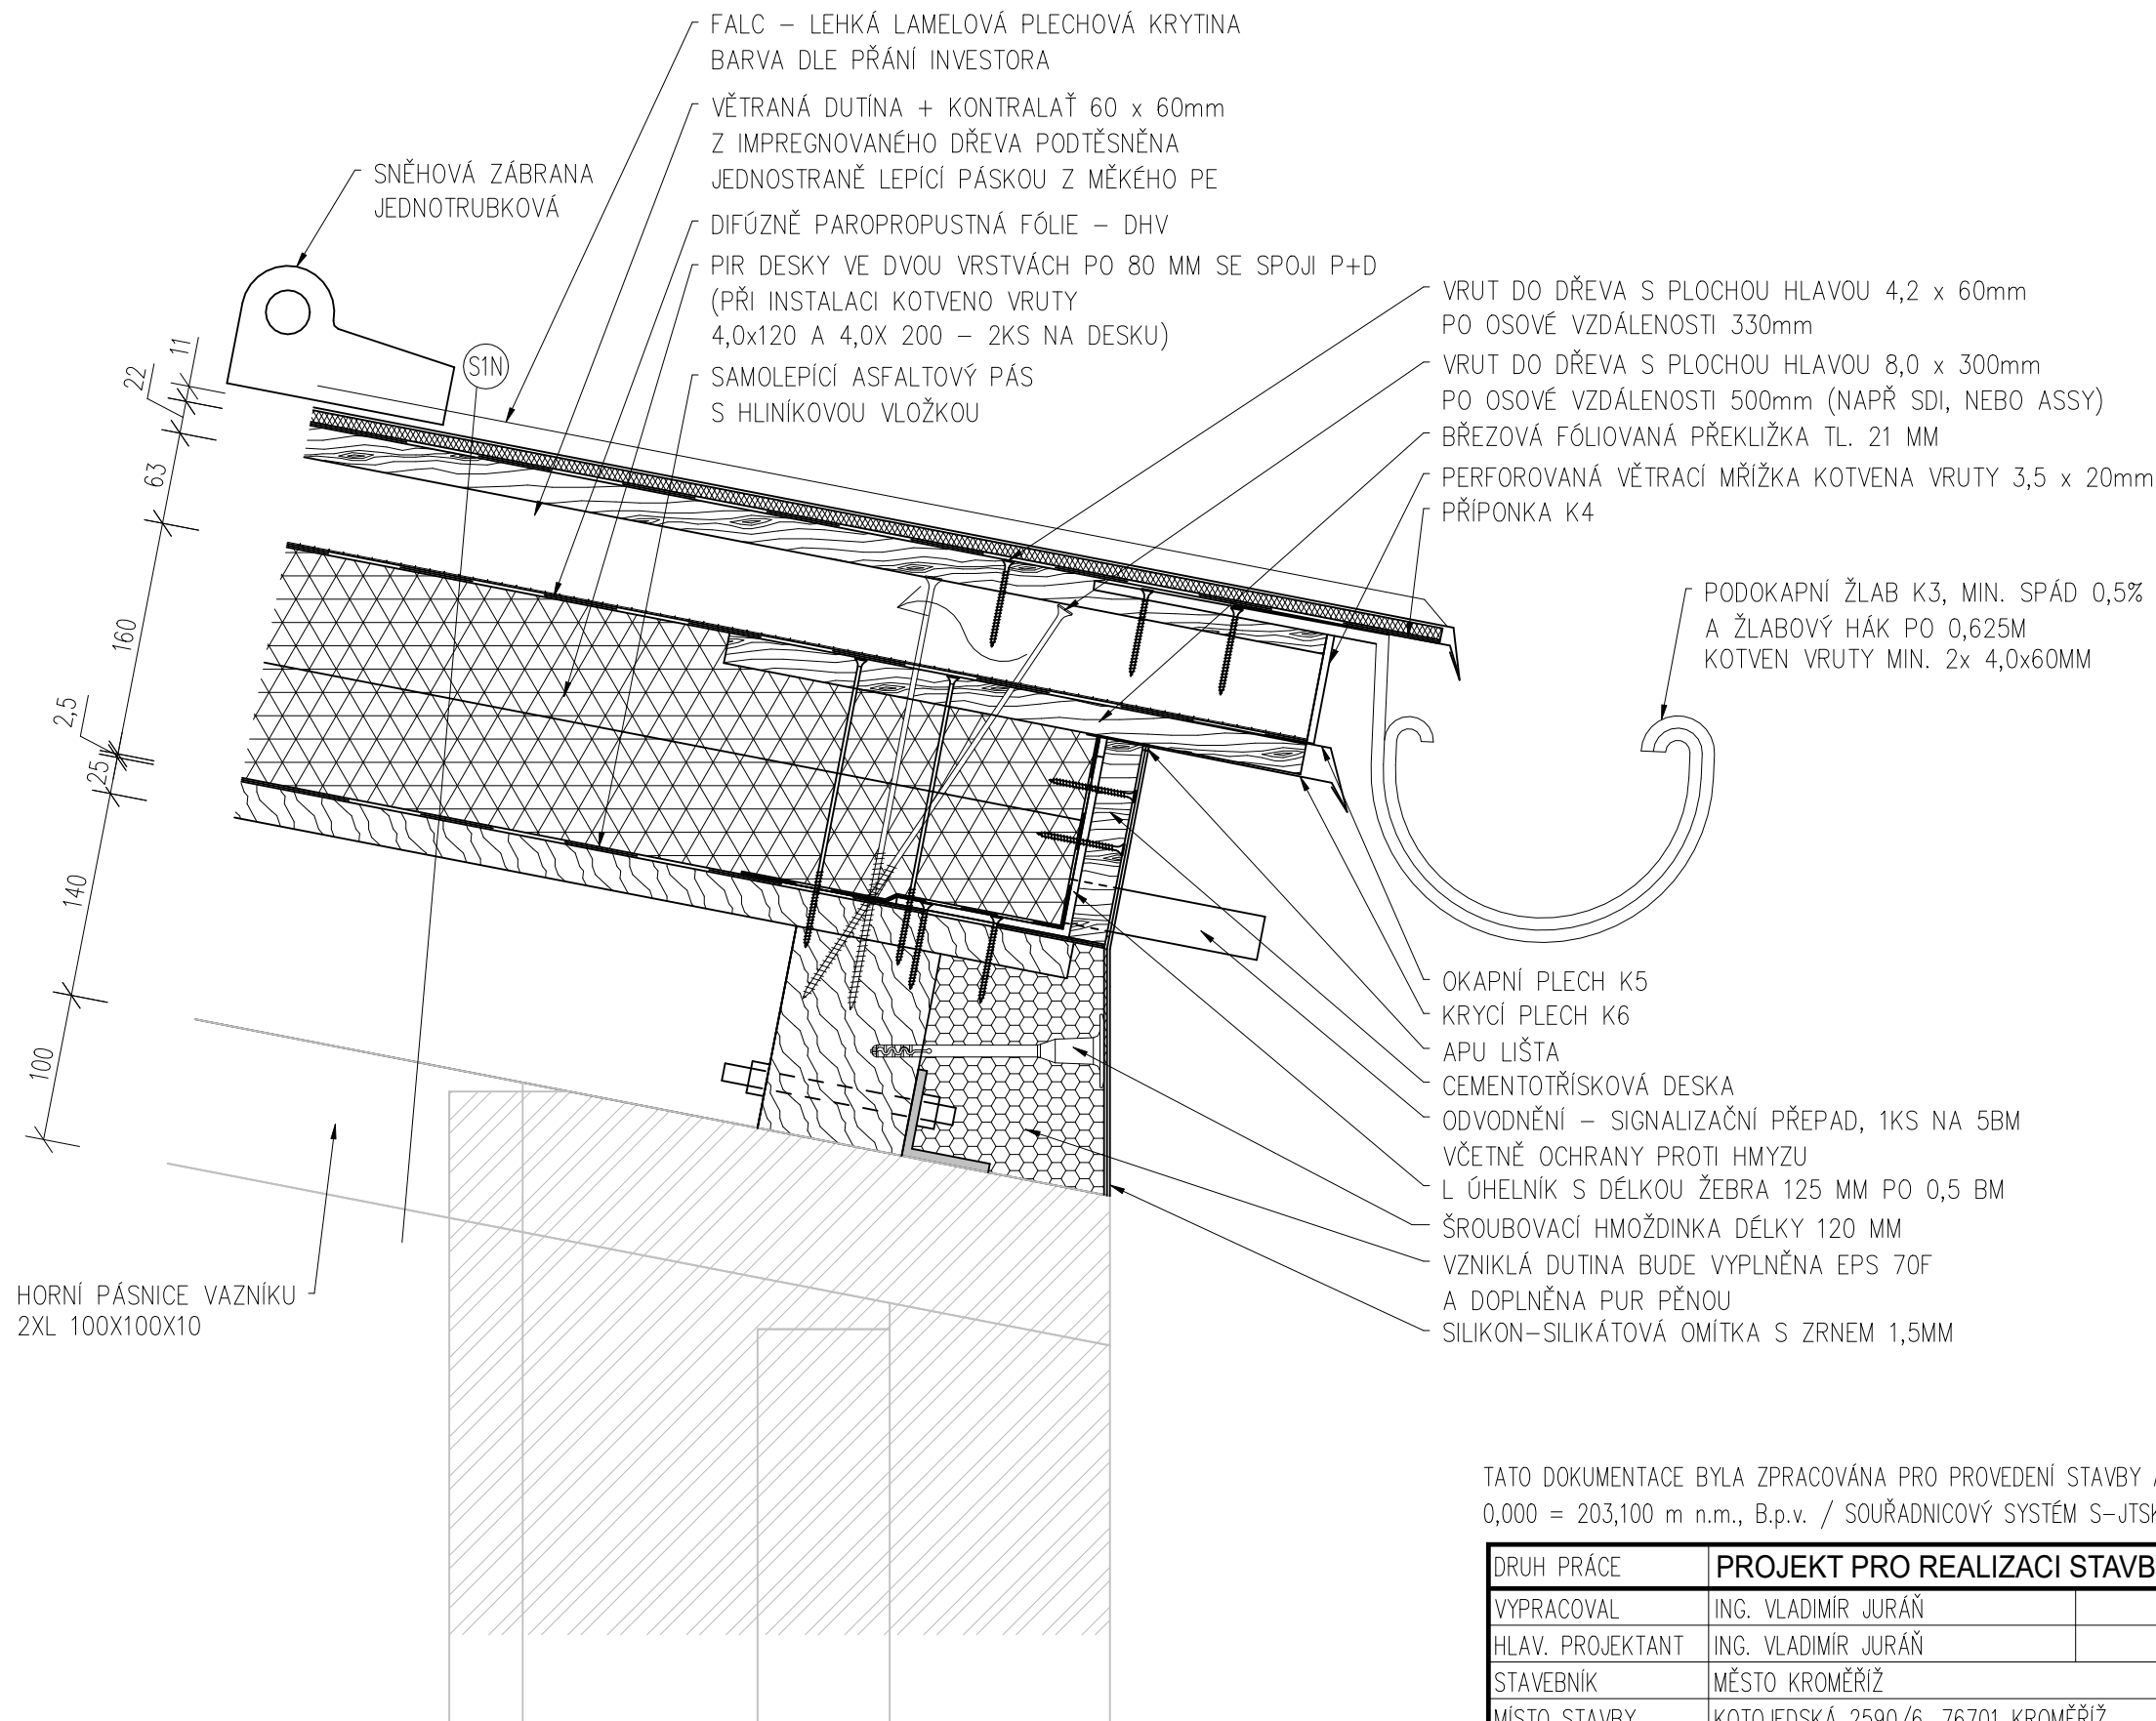 FALC – LEHKÁ LAMELOVÁ PLECHOVÁ KRYTINA
BARVA DLE PŘÁNÍ INVESTORA
VĚTRANÁ DUTÍNA + KONTRALAŤ 60 x 60mm
Z IMPREGNOVANÉHO DŘEVA PODTĚSNĚNA
JEDNOSTRANĚ LEPÍCÍ PÁSKOU Z MĚKÉHO PE
SNĚHOVÁ ZÁBRANA
JEDNOTRUBKOVÁ
DIFÚZNĚ PAROPROPUSTNÁ FÓLIE – DHV
PIR DESKY VE DVOU VRSTVÁCH PO 80 MM SE SPOJI P+D
(PŘI INSTALACI KOTVENO VRUTY
4,0x120 A 4,0X 200 – 2KS NA DESKU)
SAMOLEPÍCÍ ASFALTOVÝ PÁS
S HLINÍKOVOU VLOŽKOU
VRUT DO DŘEVA S PLOCHOU HLAVOU 4,2 x 60mm
PO OSOVÉ VZDÁLENOSTI 330mm
VRUT DO DŘEVA S PLOCHOU HLAVOU 8,0 x 300mm
PO OSOVÉ VZDÁLENOSTI 500mm (NAPŘ SDI, NEBO ASSY)
BŘEZOVÁ FÓLIOVANÁ PŘEKLIŽKA TL. 21 MM
PERFOROVANÁ VĚTRACÍ MŘÍŽKA KOTVENA VRUTY 3,5 x 20mm
PŘÍPONKA K4
PODOKAPNÍ ŽLAB K3, MIN. SPÁD 0,5%
A ŽLABOVÝ HÁK PO 0,625M
KOTVEN VRUTY MIN. 2x 4,0x60MM
S1N
11
22
63
160
2,5
25
140
100
OKAPNÍ PLECH K5
KRYCÍ PLECH K6
APU LIŠTA
CEMENTOTŘÍSKOVÁ DESKA
ODVODNĚNÍ – SIGNALIZAČNÍ PŘEPAD, 1KS NA 5BM
VČETNĚ OCHRANY PROTI HMYZU
L ÚHELNÍK S DÉLKOU ŽEBRA 125 MM PO 0,5 BM
ŠROUBOVACÍ HMOŽDINKA DÉLKY 120 MM
VZNIKLÁ DUTINA BUDE VYPLNĚNA EPS 70F
A DOPLNĚNA PUR PĚNOU
SILIKON–SILIKÁTOVÁ OMÍTKA S ZRNEM 1,5MM
HORNÍ PÁSNICE VAZNÍKU
2XL 100X100X10
TATO DOKUMENTACE BYLA ZPRACOVÁNA PRO PROVEDENÍ STAVBY
0,000 = 203,100 m n.m., B.p.v. / SOUŘADNICOVÝ SYSTÉM S–JTSK
DRUH PRÁCE PROJEKT PRO REALIZACI STAVB
VYPRACOVAL ING. VLADIMÍR JURÁŇ
HLAV. PROJEKTANT ING. VLADIMÍR JURÁŇ
STAVEBNÍK MĚSTO KROMĚŘÍŽ
MÍSTO STAVBY KOTOJEDSKÁ 2590/6, 76701 KROMĚŘÍŽ